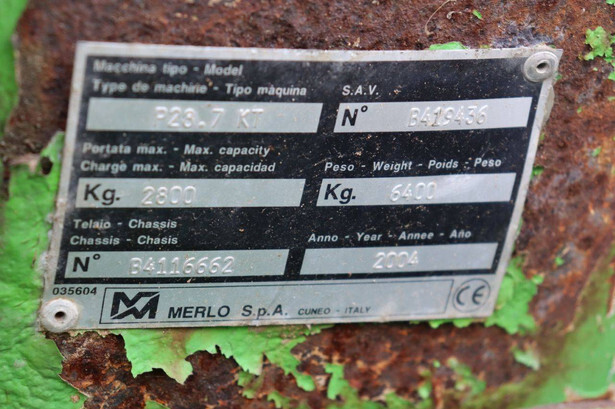 Macchina tipo - Model
Type de machine - Tipo máquina
P28.7 KT
S.A.V.
N° B419436
Portata max. - Max. capacity
Charge max. - Max. capacidad
Kg. 2800
Peso - Weight - Poids - Peso
Kg. 6400
Telaio - Chassis
Chassis - Chasis
N° B4116662
Anno - Year - Annee - Año
2004
035604
MERLO S.p.A. CUNEO - ITALY
CE